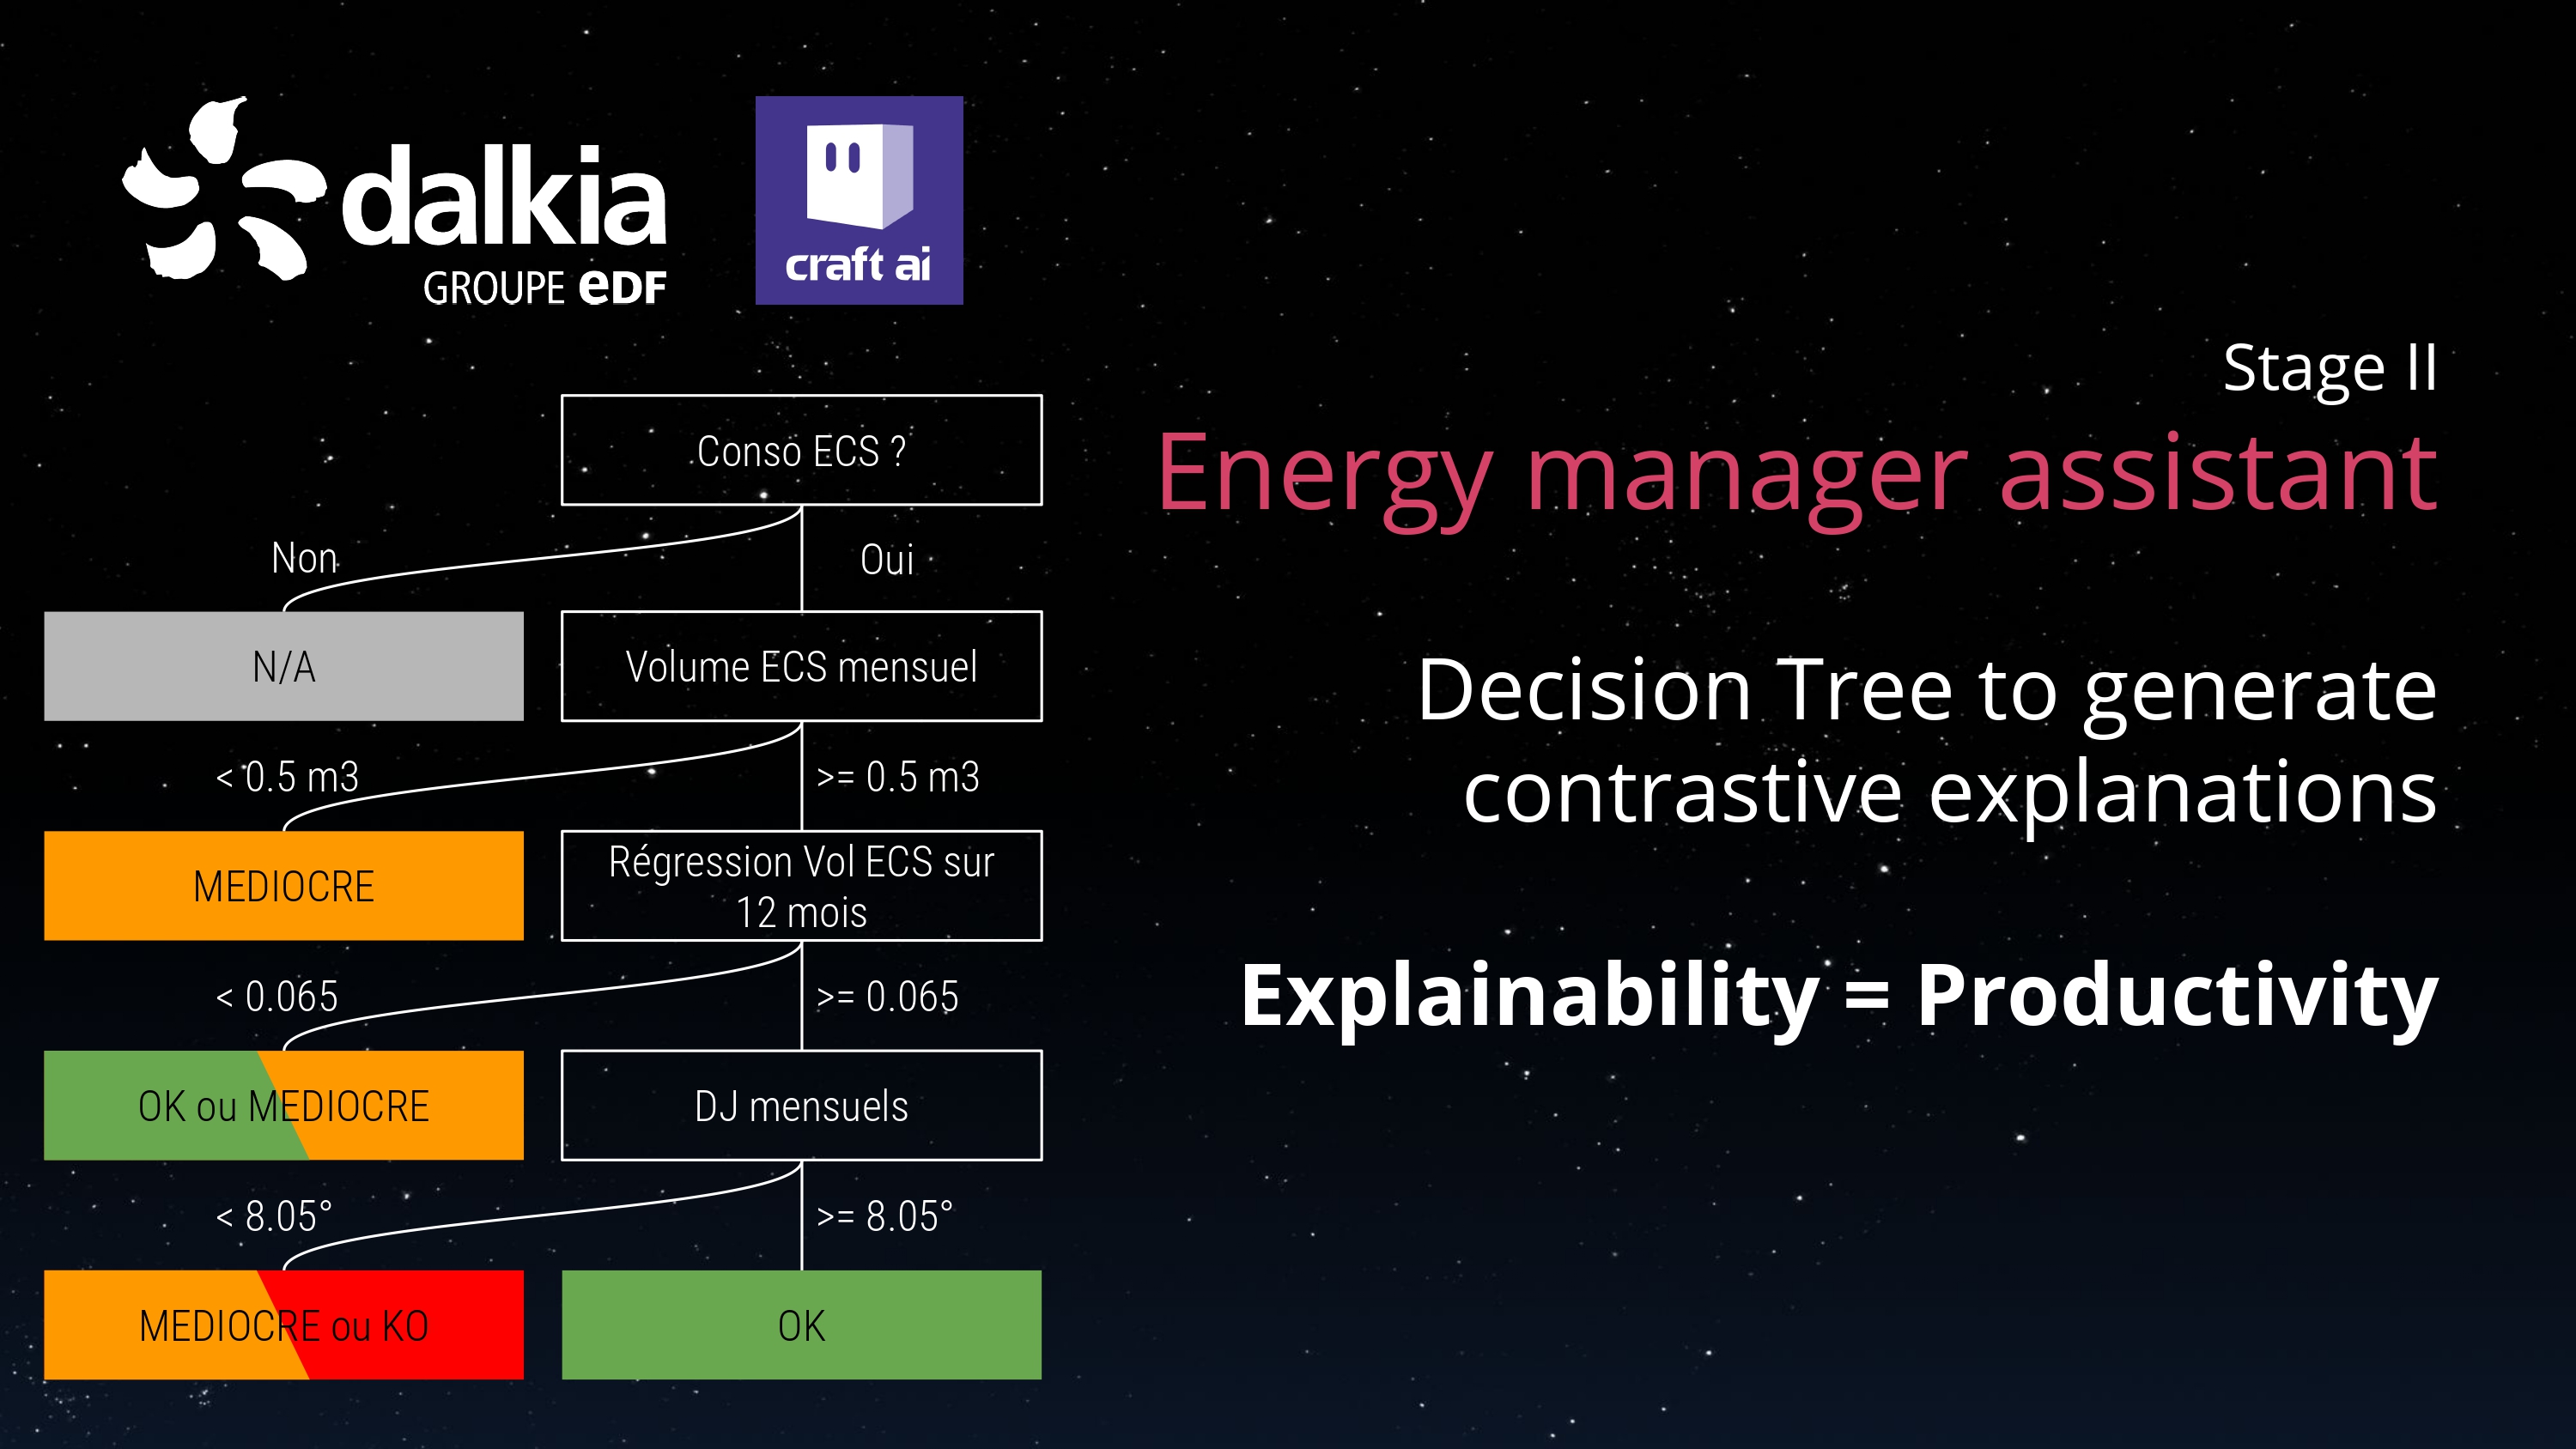 dalkia
GROUPE eDF
craft ai
Stage II
Energy manager assistant
Decision Tree to generate
contrastive explanations
Explainability = Productivity
Conso ECS ?
Non
Oui
N/A
Volume ECS mensuel
< 0.5 m3
>= 0.5 m3
MEDIOCRE
Régression Vol ECS sur
12 mois
< 0.065
>= 0.065
OK ou MEDIOCRE
DJ mensuels
< 8.05°
>= 8.05°
MEDIOCRE ou KO
OK